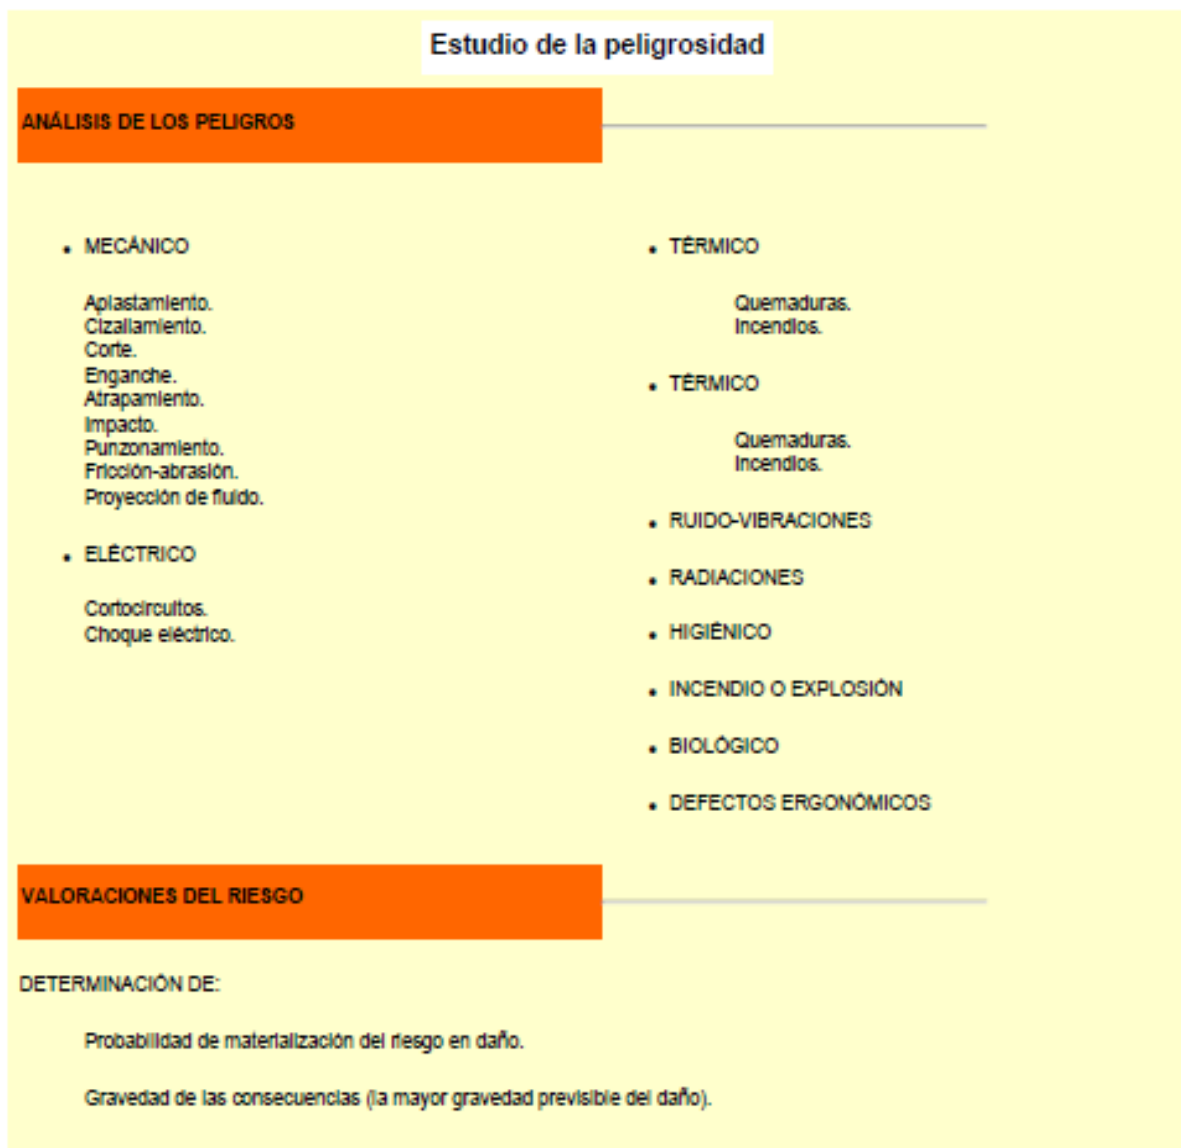 Estudio de la peligrosidad
ANÁLISIS DE LOS PELIGROS
• MECÁNICO
Aplastamiento.
Cizallamiento.
Corte.
Enganche.
Atrapamiento.
Impacto.
Punzonamiento.
Fricción-abrasión.
Proyección de fluido.
• ELÉCTRICO
Cortocircuitos.
Choque eléctrico.
• TÉRMICO
Quemaduras.
Incendios.
• TÉRMICO
Quemaduras.
Incendios.
• RUIDO-VIBRACIONES
• RADIACIONES
• HIGIÉNICO
• INCENDIO O EXPLOSIÓN
• BIOLÓGICO
• DEFECTOS ERGONÓMICOS
VALORACIONES DEL RIESGO
DETERMINACIÓN DE:
Probabilidad de materialización del riesgo en daño.
Gravedad de las consecuencias (la mayor gravedad previsible del daño).